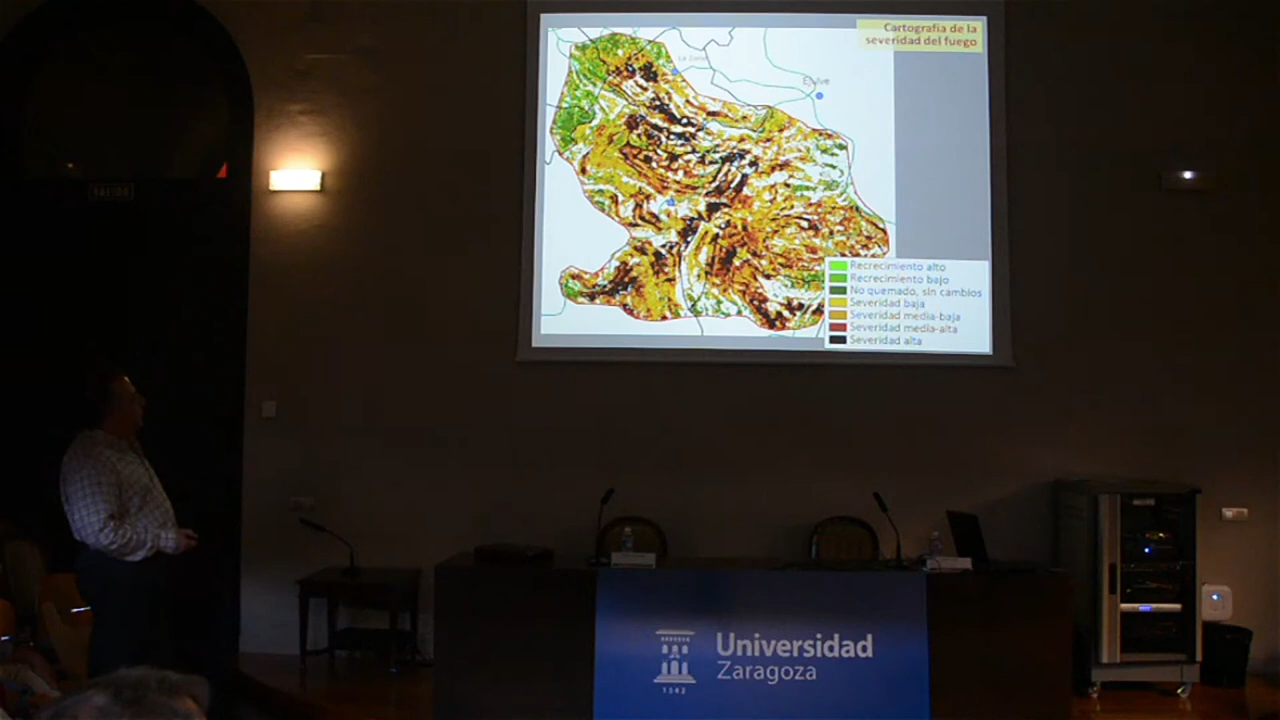 Cartografía de la
severidad del fuego
Ejulve
SALIDA
Recrecimiento alto
Recrecimiento bajo
No quemado, sin cambios
Severidad baja
Severidad media-baja
Severidad media-alta
Severidad alta
Universidad
Zaragoza
1542